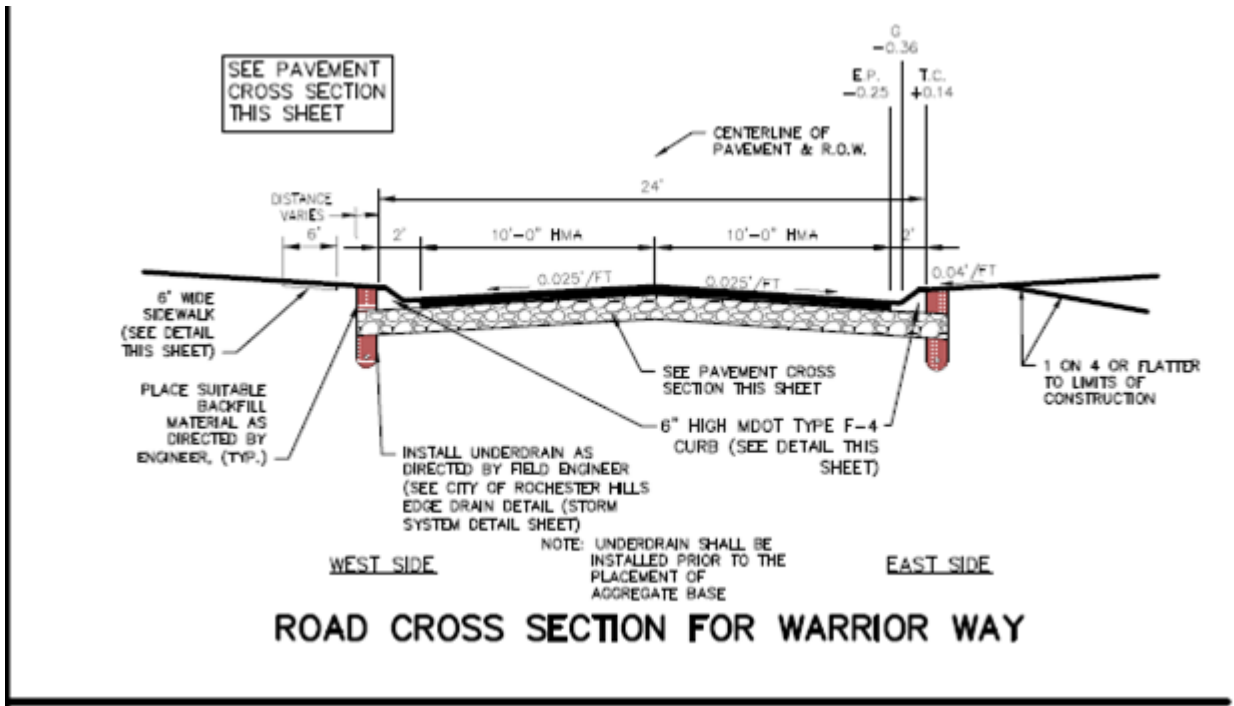 G
-0.36
E.P. T.C.
-0.25 +0.14
SEE PAVEMENT
CROSS SECTION
THIS SHEET
CENTERLINE OF
PAVEMENT & R.O.W.
24'
DISTANCE
VARIES
6'
2' 10'-0" HMA 10'-0" HMA 2'
0.025'/FT 0.025'/FT 0.04'/FT
6" WIDE
SIDEWALK
(SEE DETAIL
THIS SHEET)
PLACE SUITABLE
BACKFILL
MATERIAL AS
DIRECTED BY
ENGINEER, (TYP.)
INSTALL UNDERDRAIN AS
DIRECTED BY FIELD ENGINEER
(SEE CITY OF ROCHESTER HILLS
EDGE DRAIN DETAIL (STORM
SYSTEM DETAIL SHEET)
SEE PAVEMENT CROSS
SECTION THIS SHEET
6" HIGH MDOT TYPE F-4
CURB (SEE DETAIL THIS
SHEET)
1 ON 4 OR FLATTER
TO LIMITS OF
CONSTRUCTION
NOTE: UNDERDRAIN SHALL BE
INSTALLED PRIOR TO THE
PLACEMENT OF
AGGREGATE BASE
WEST SIDE
EAST SIDE
ROAD CROSS SECTION FOR WARRIOR WAY